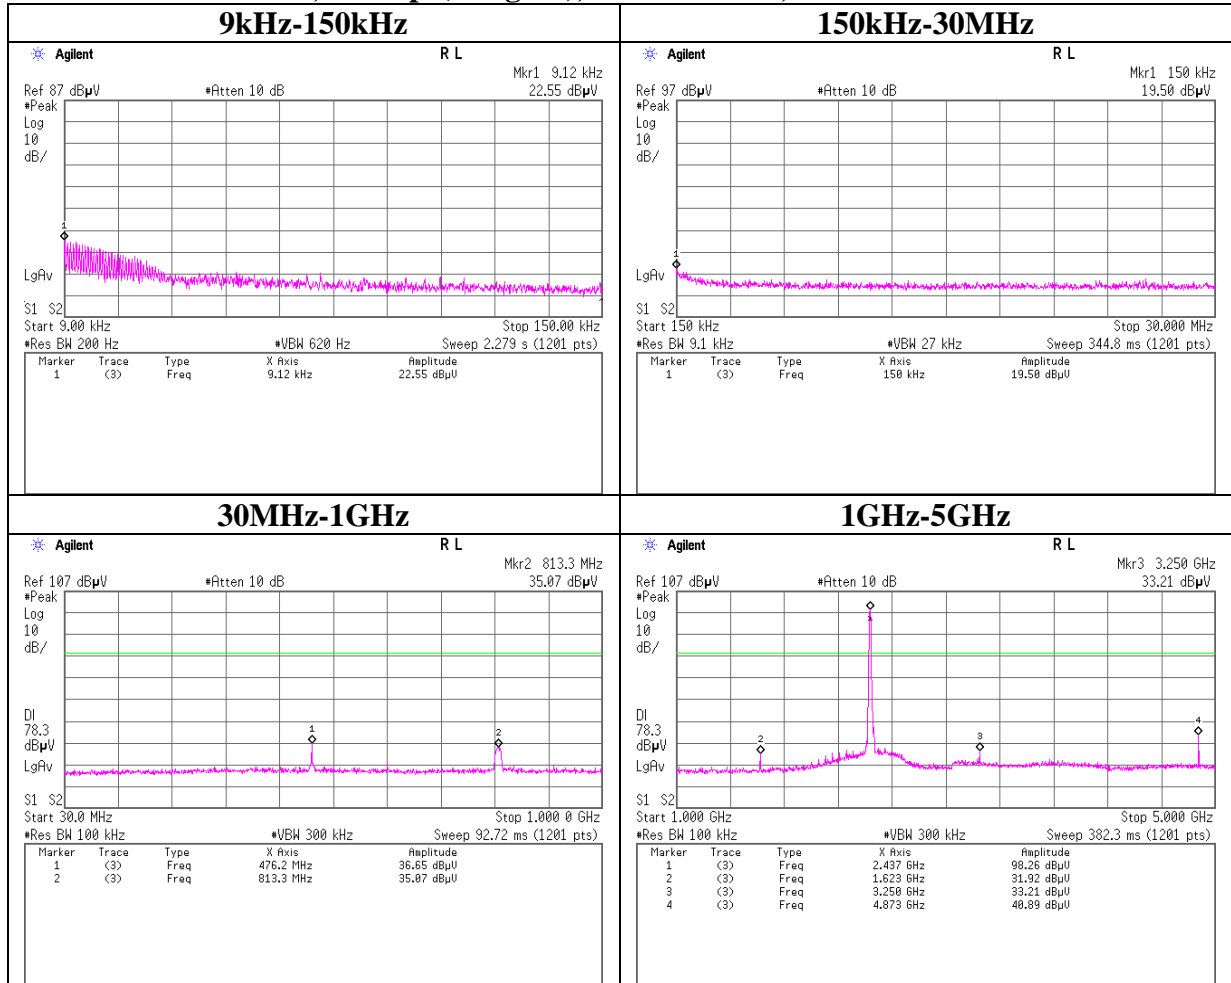 9kHz-150kHz
Agilent R L
Mkr1 9.12 kHz
Ref 87 dBµV #Atten 10 dB 22.55 dBµV
#Peak
Log
10
dB/
1
LgAv
S1 S2
Start 9.00 kHz Stop 150.00 kHz
#Res BW 200 Hz #VBW 620 Hz Sweep 2.279 s (1201 pts)
Marker Trace Type X Axis Amplitude
1 (3) Freq 9.12 kHz 22.55 dBµV
150kHz-30MHz
Agilent R L
Mkr1 150 kHz
Ref 97 dBµV #Atten 10 dB 19.50 dBµV
#Peak
Log
10
dB/
1
LgAv
S1 S2
Start 150 kHz Stop 30.000 MHz
#Res BW 9.1 kHz #VBW 27 kHz Sweep 344.8 ms (1201 pts)
Marker Trace Type X Axis Amplitude
1 (3) Freq 150 kHz 19.50 dBµV
30MHz-1GHz
Agilent R L
Mkr2 813.3 MHz
Ref 107 dBµV #Atten 10 dB 35.07 dBµV
#Peak
Log
10
dB/
DI
78.3
dBµV
1
2
LgAv
S1 S2
Start 30.0 MHz Stop 1.000 0 GHz
#Res BW 100 kHz #VBW 300 kHz Sweep 92.72 ms (1201 pts)
Marker Trace Type X Axis Amplitude
1 (3) Freq 476.2 MHz 36.65 dBµV
2 (3) Freq 813.3 MHz 35.07 dBµV
1GHz-5GHz
Agilent R L
Mkr3 3.250 GHz
Ref 107 dBµV #Atten 10 dB 33.21 dBµV
#Peak
Log
10
dB/
1
DI
78.3
dBµV
4
2 3
LgAv
S1 S2
Start 1.000 GHz Stop 5.000 GHz
#Res BW 100 kHz #VBW 300 kHz Sweep 382.3 ms (1201 pts)
Marker Trace Type X Axis Amplitude
1 (3) Freq 2.437 GHz 98.26 dBµV
2 (3) Freq 1.623 GHz 31.92 dBµV
3 (3) Freq 3.250 GHz 33.21 dBµV
4 (3) Freq 4.873 GHz 40.89 dBµV